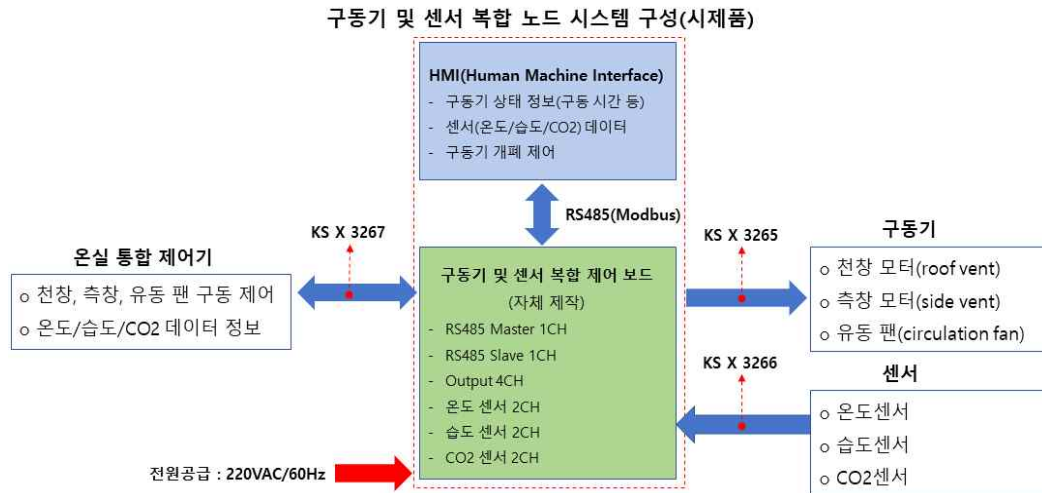 구동기 및 센서 복합 노드 시스템 구성(시제품)
HMI(Human Machine Interface)
- 구동기 상태 정보(구동 시간 등)
- 센서(온도/습도/CO2) 데이터
- 구동기 개폐 제어
RS485(Modbus)
KS X 3267
온실 통합 제어기
o 천창, 측창, 유동 팬 구동 제어
o 온도/습도/CO2 데이터 정보
구동기 및 센서 복합 제어 보드
(자체 제작)
- RS485 Master 1CH
- RS485 Slave 1CH
- Output 4CH
- 온도 센서 2CH
- 습도 센서 2CH
- CO2 센서 2CH
KS X 3265
구동기
o 천창 모터(roof vent)
o 측창 모터(side vent)
o 유동 팬(circulation fan)
KS X 3266
센서
o 온도센서
o 습도센서
o CO2센서
전원공급 : 220VAC/60Hz